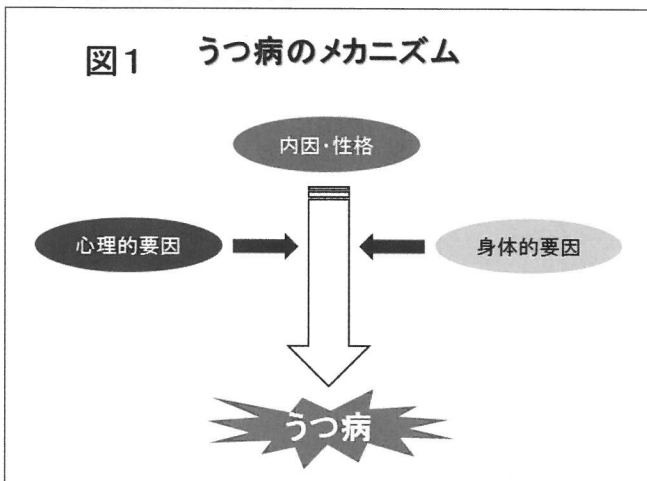 図1 うつ病のメカニズム
内因・性格
心理的要因
身体的要因
うつ病